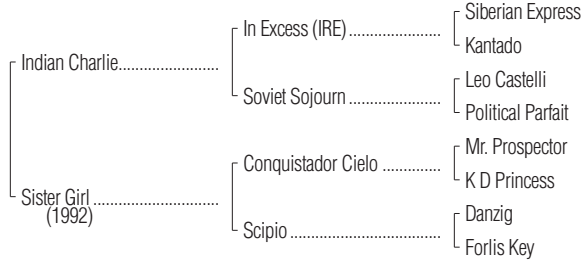 Siberian Express
In Excess (IRE)
Kantado
Indian Charlie
Leo Castelli
Soviet Sojourn
Political Parfait
Mr. Prospector
Conquistador Cielo
K D Princess
Sister Girl
(1992)
Danzig
Scipio
Forlis Key